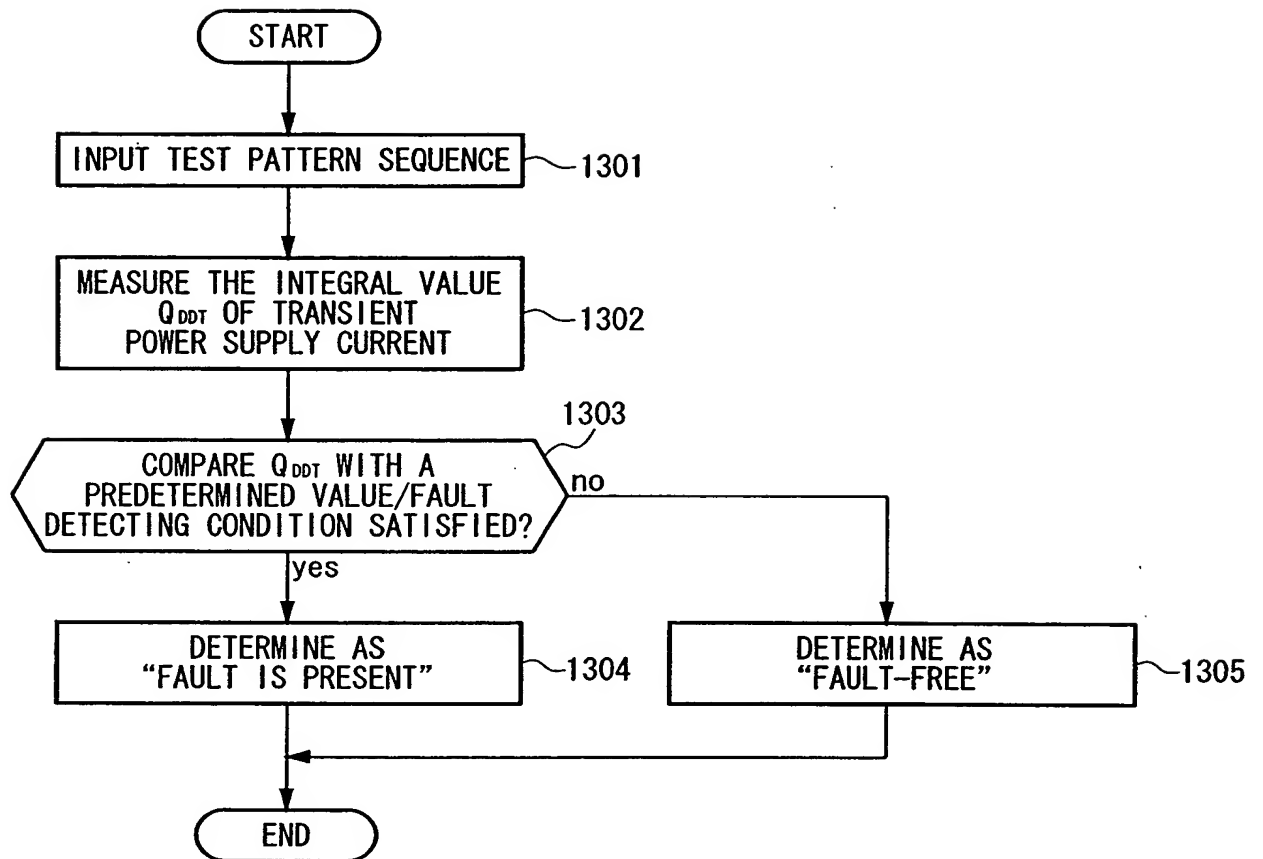 START
INPUT TEST PATTERN SEQUENCE
1301
MEASURE THE INTEGRAL VALUE
QDDT OF TRANSIENT
POWER SUPPLY CURRENT
1302
1303
COMPARE QDDT WITH A
PREDETERMINED VALUE/FAULT
DETECTING CONDITION SATISFIED?
no
yes
DETERMINE AS
“FAULT IS PRESENT”
1304
DETERMINE AS
“FAULT-FREE”
1305
END